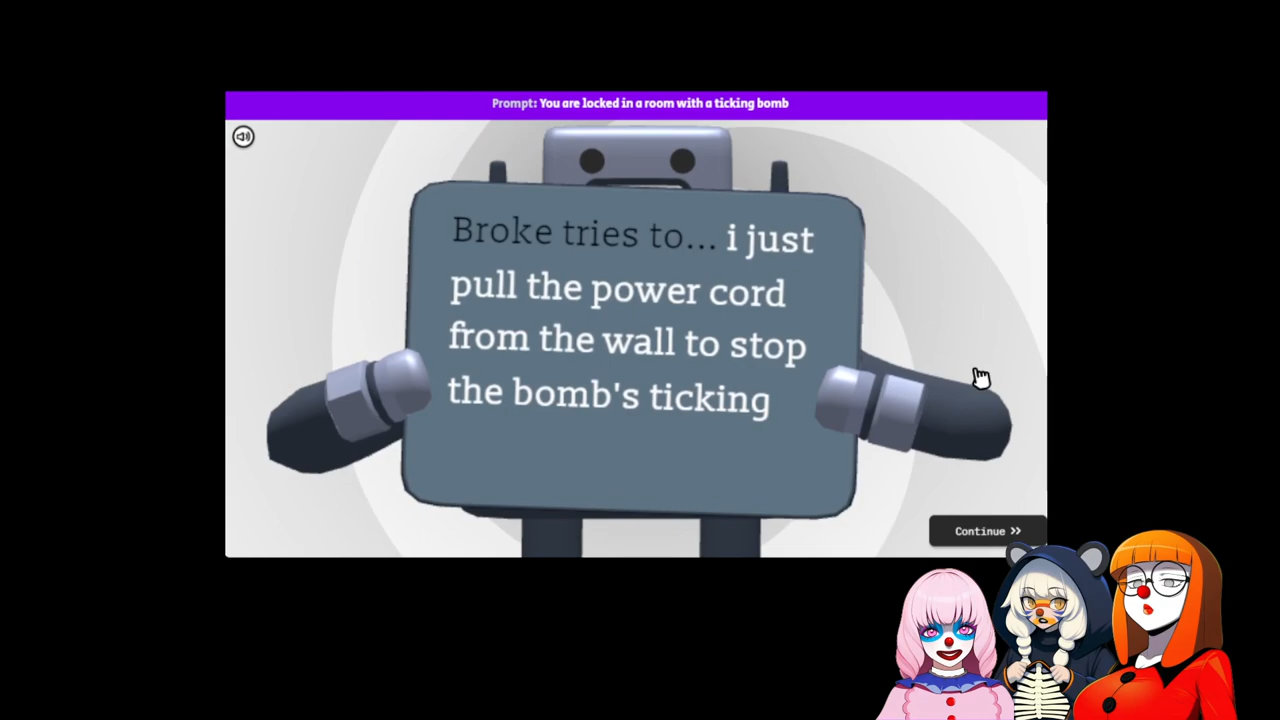 Prompt: You are locked in a room with a ticking bomb
Broke tries to... i just
pull the power cord
from the wall to stop
the bomb's ticking
Continue >>